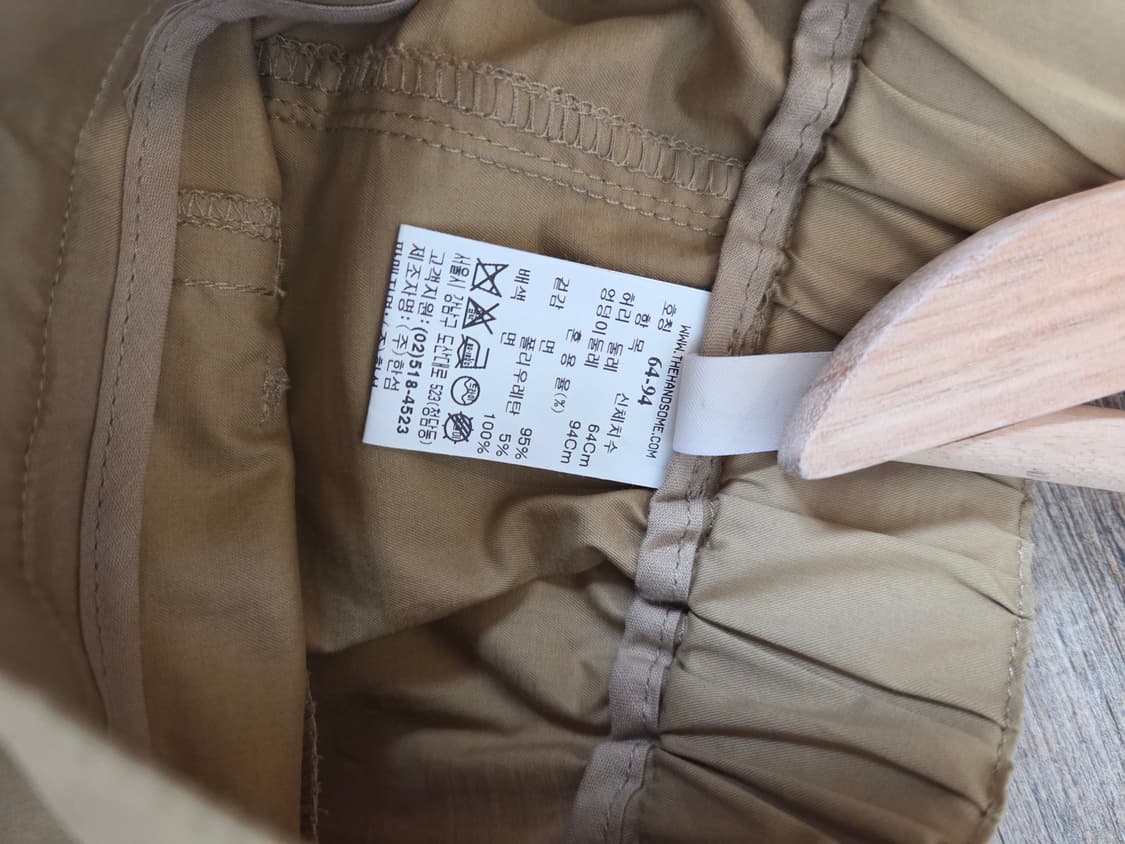 WWW.THEHANDSOME.COM
호칭 64-94
항 목 신체치수
허리 둘레 64Cm
엉덩이둘레 94Cm
혼 용 율(%)
겉감 면 95%
폴리우레탄 5%
배색 면 100%
서울시 강남구 도산대로 523(청담동)
고객지원: (02)518-4523
제조자명: (주)한섬